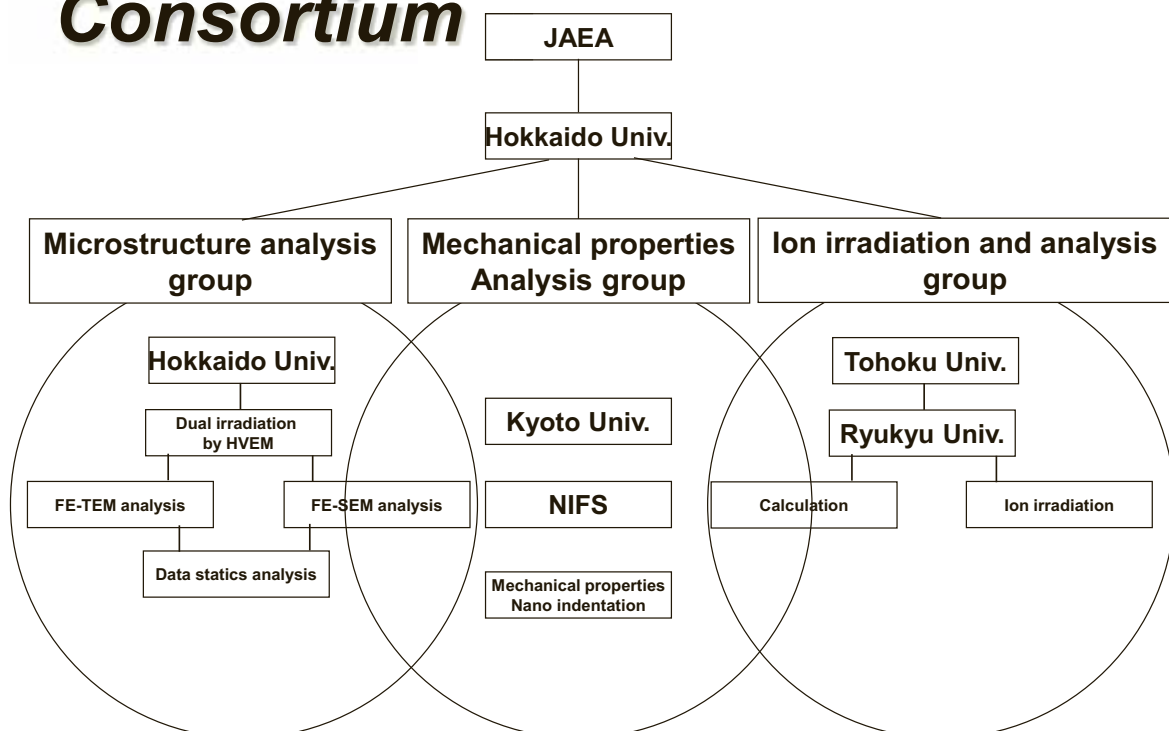 Consortium
JAEA
Hokkaido Univ.
Microstructure analysis
group
Mechanical properties
Analysis group
Ion irradiation and analysis
group
Hokkaido Univ.
Dual irradiation
by HVEM
FE-TEM analysis
FE-SEM analysis
Data statics analysis
Kyoto Univ.
NIFS
Mechanical properties
Nano indentation
Tohoku Univ.
Ryukyu Univ.
Calculation
Ion irradiation